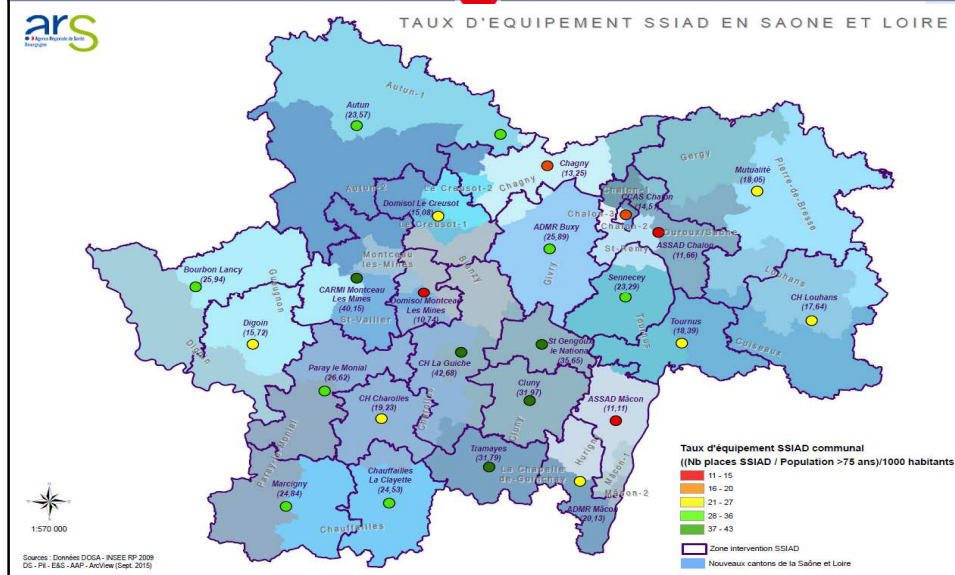 ars
Agence Régionale de Santé
Bourgogne
TAUX D'EQUIPEMENT SSIAD EN SAONE ET LOIRE
Autun-1
Autun
(23,57)
Gergy
Chagny
(13,25)
Chagny
Mutualité
(18,05)
Pierre-de-Bresse
Autun-2
Le Creusot-2
Domisol Le Creusot
(15,08)
Le Creusot-1
Chalon-1
CCAS Chalon
(14,51)
Chalon-3
Chalon-2
Ouroux/Saône
ASSAD Chalon
(11,66)
St-Remy
ADMR Buxy
(25,89)
Givry
Montceau
les-Mines
Blanzy
Bourbon Lancy
(25,94)
Gueugnon
CARMI Montceau
Les Mines
(40,15)
St-Vallier
Domisol Montceau
Les Mines
(10,74)
Sennecey
(23,29)
Louhans
CH Louhans
(17,64)
Digoin
(15,72)
Digoin
Tournus
Tournus
(18,39)
Cuiseaux
St Gengoux
le National
(35,65)
CH La Guiche
(42,68)
Paray le Monial
(26,62)
Cluny
(31,97)
Cluny
CH Charolles
(19,23)
Charolles
ASSAD Mâcon
(11,11)
Hurigny
Paray-le-Monial
Tramayes
(31,79)
La Chapelle
-de-Guinchay
Mâcon-1
Mâcon-2
Chauffailles
La Clayette
(24,53)
Marcigny
(24,84)
ADMR Mâcon
(20,13)
Chauffailles
Taux d'équipement SSIAD communal
((Nb places SSIAD / Population >75 ans)/1000 habitants
11 - 15
16 - 20
21 - 27
28 - 36
37 - 43
Zone intervention SSIAD
Nouveaux cantons de la Saône et Loire
N
1:570 000
Sources : Données DOSA - INSEE RP 2009
DS - Pil - E&S - AAP - ArcView (Sept. 2015)